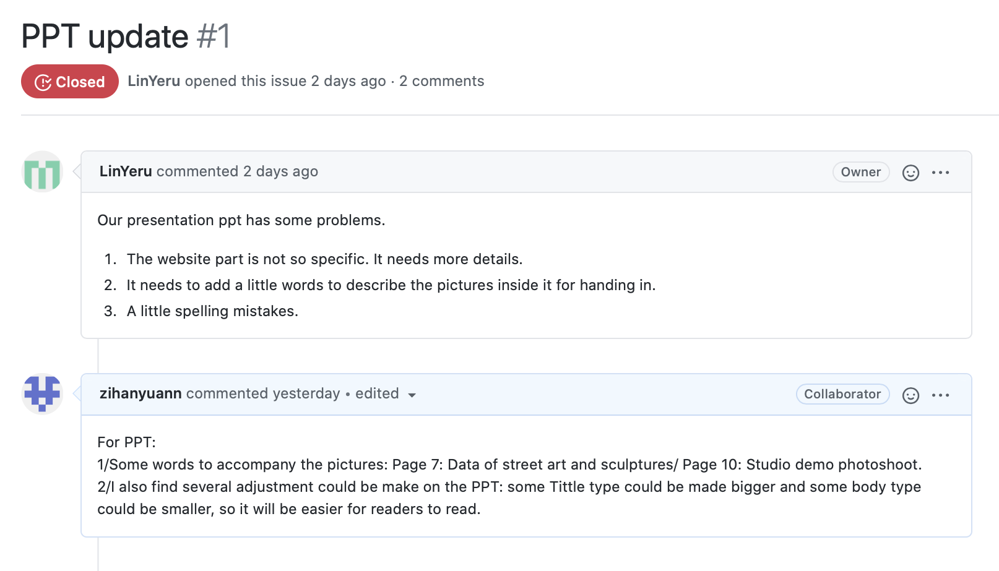 PPT update #1
Closed LinYeru opened this issue 2 days ago · 2 comments
LinYeru commented 2 days ago Owner
Our presentation ppt has some problems.
1. The website part is not so specific. It needs more details.
2. It needs to add a little words to describe the pictures inside it for handing in.
3. A little spelling mistakes.
zihanyuann commented yesterday • edited Collaborator
For PPT:
1/Some words to accompany the pictures: Page 7: Data of street art and sculptures/ Page 10: Studio demo photoshoot.
2/I also find several adjustment could be make on the PPT: some Tittle type could be made bigger and some body type
could be smaller, so it will be easier for readers to read.